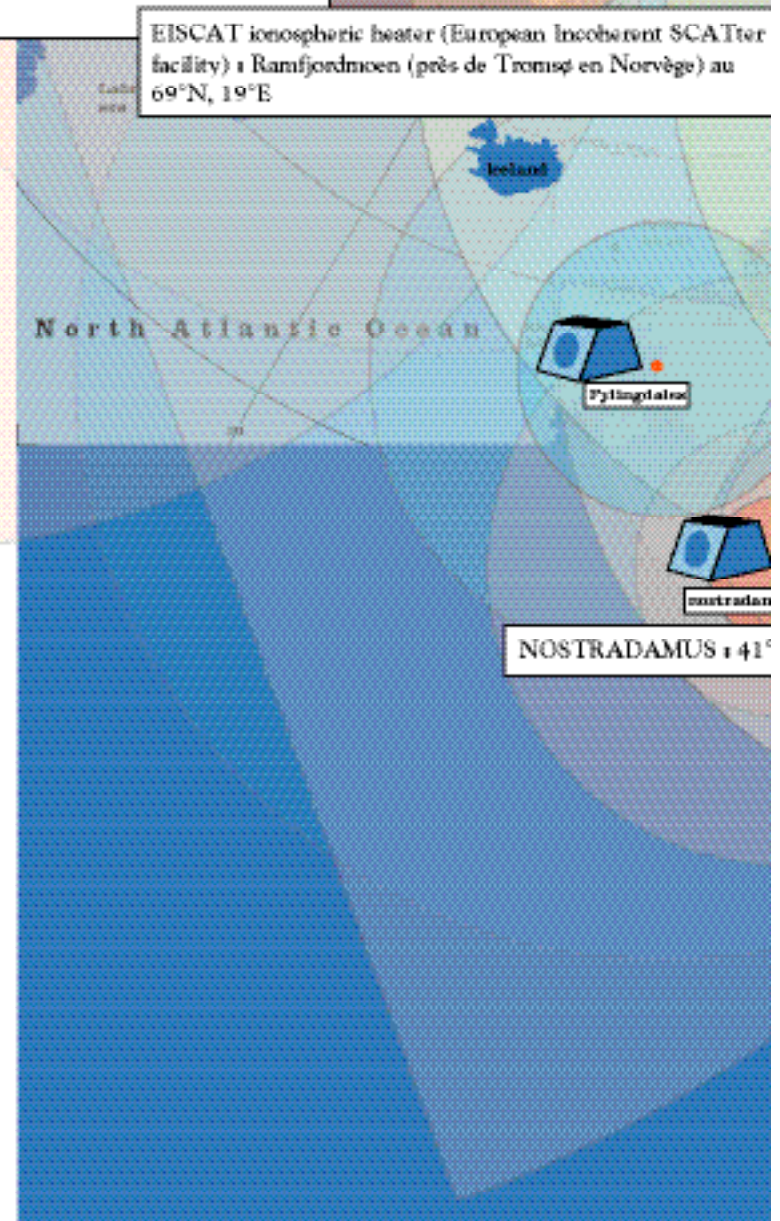 EISCAT ionospheric heater (European Incoherent SCATter
facility) : Ramfjordmoen (près de Tromsø en Norvège) au
69°N, 19°E
Iceland
North Atlantic Ocean
Fylingdales
nostradam
NOSTRADAMUS : 41°